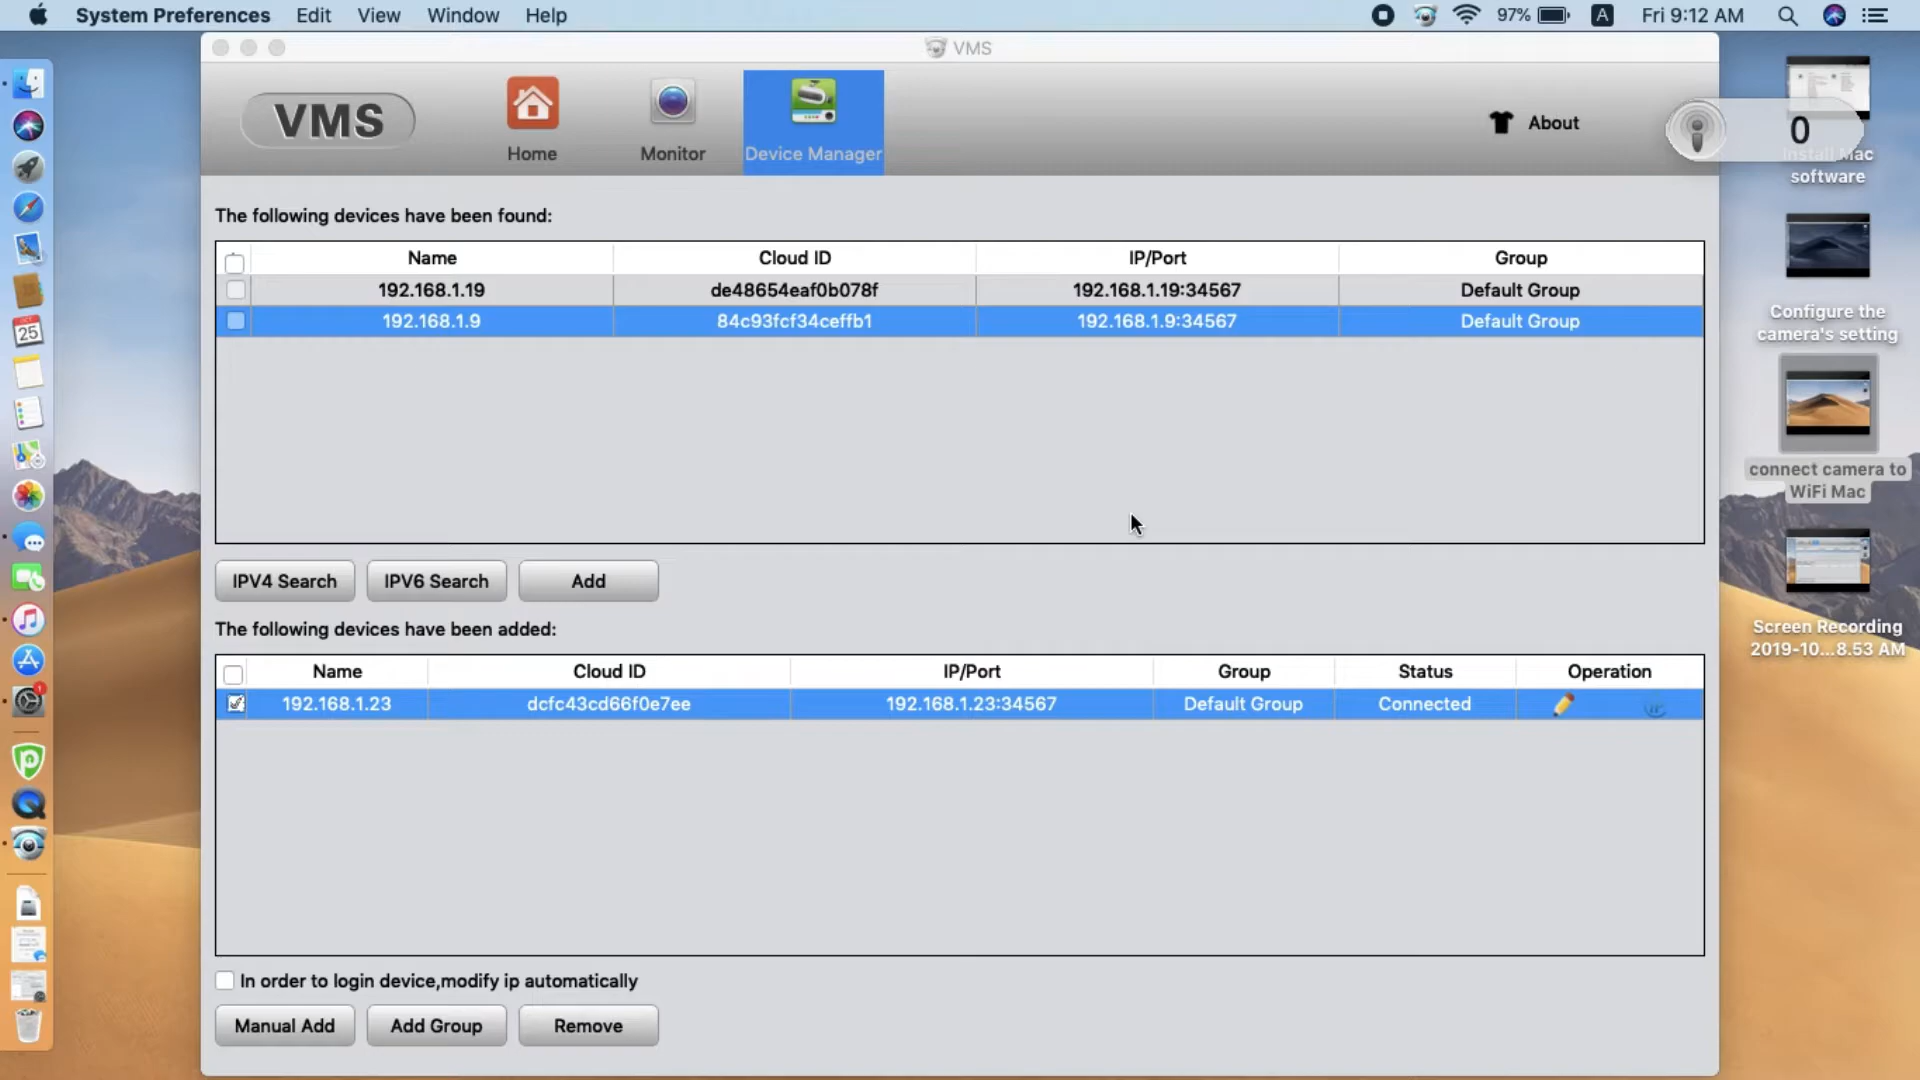 System Preferences Edit View Window Help 97% A Fri 9:12 AM
VMS
VMS Home Monitor Device Manager About
0
Install Mac
software
The following devices have been found:
Name Cloud ID IP/Port Group
192.168.1.19 de48654eaf0b078f 192.168.1.19:34567 Default Group
192.168.1.9 84c93fcf34ceffb1 192.168.1.9:34567 Default Group
Configure the
camera's setting
connect camera to
WiFi Mac
IPV4 Search IPV6 Search Add
The following devices have been added:
Screen Recording
2019-10...8.53 AM
Name Cloud ID IP/Port Group Status Operation
192.168.1.23 dcfc43cd66f0e7ee 192.168.1.23:34567 Default Group Connected
In order to login device,modify ip automatically
Manual Add Add Group Remove
25
1